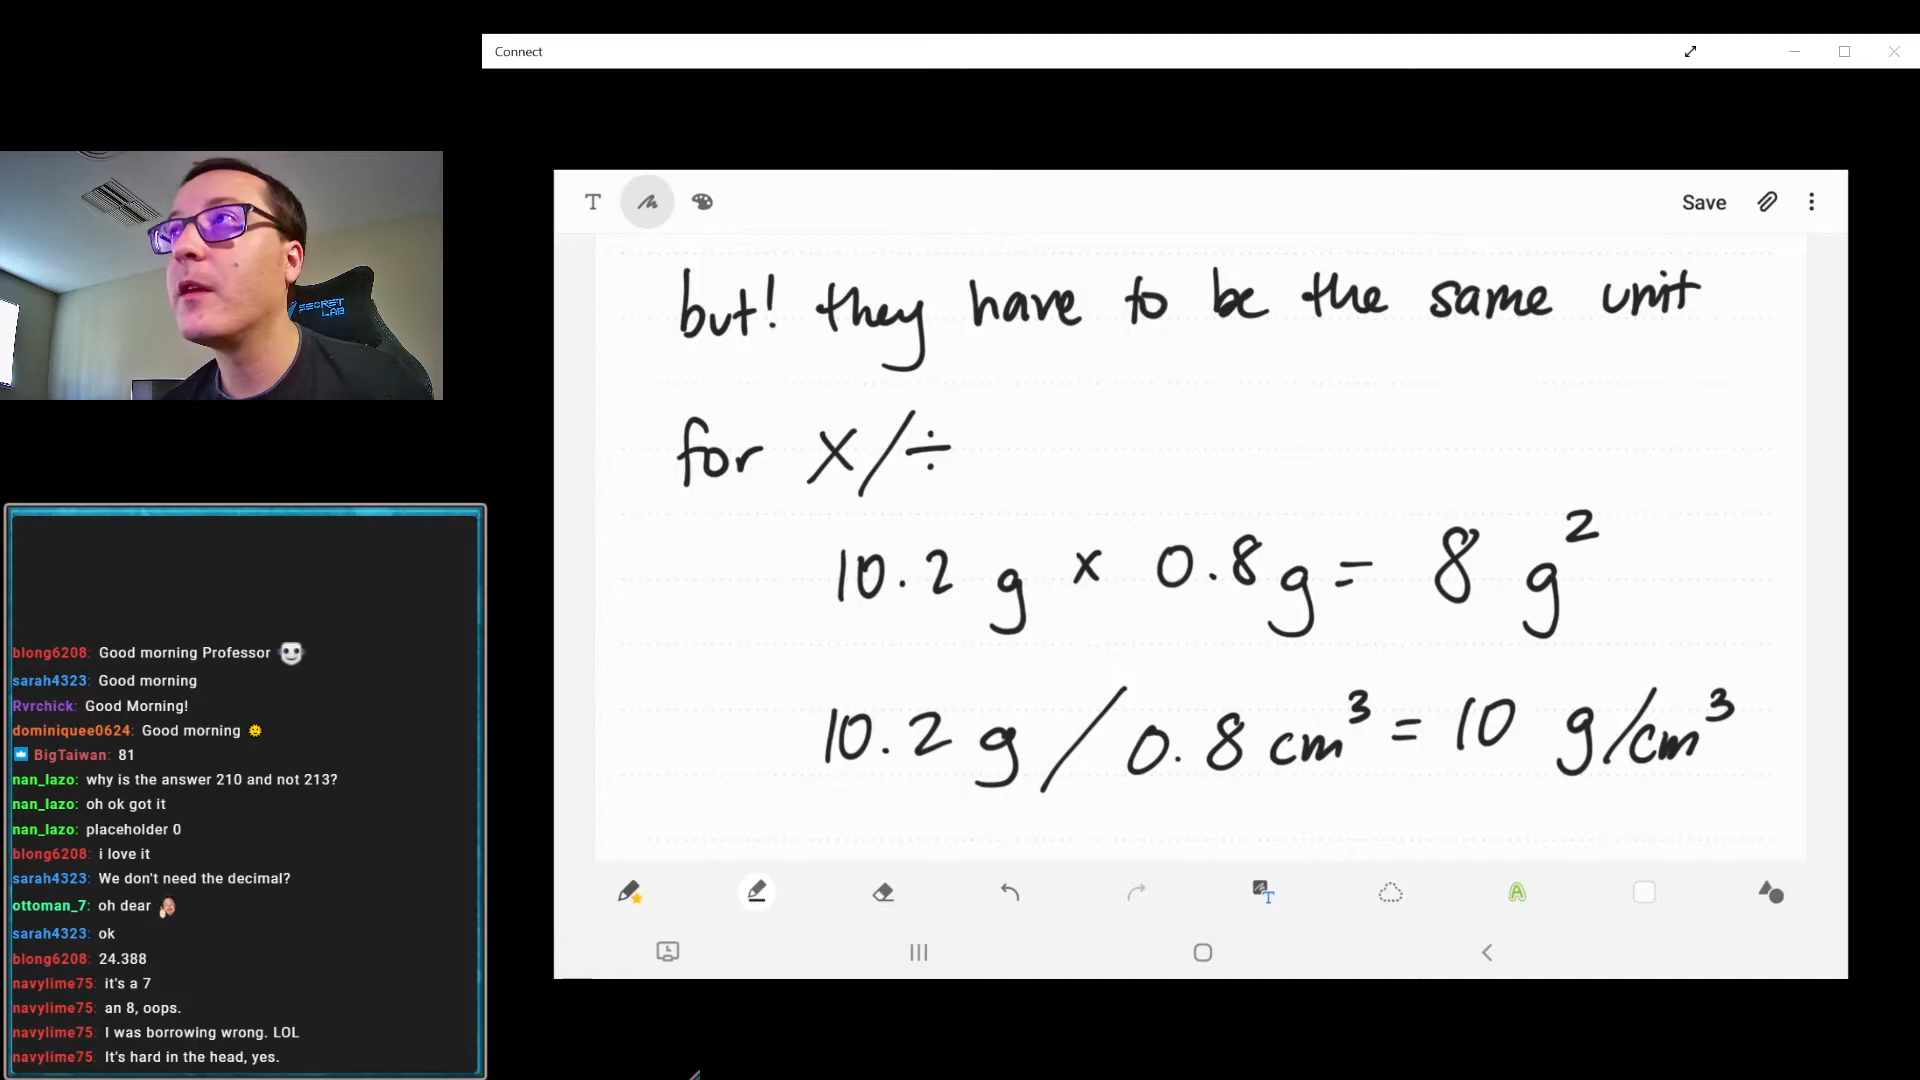 Connect
SECRET
LAB
T
Save
but! they have to be the same unit
for X/÷
10.2 g x 0.8g = 8 g²
10.2 g / 0.8 cm³ = 10 g/cm³
T
A
blong6208: Good morning Professor
sarah4323: Good morning
Rvrchick: Good Morning!
dominiquee0624: Good morning
BigTaiwan: 81
nan_lazo: why is the answer 210 and not 213?
nan_lazo: oh ok got it
nan_lazo: placeholder 0
blong6208: i love it
sarah4323: We don't need the decimal?
ottoman_7: oh dear
sarah4323: ok
blong6208: 24.388
navylime75: it's a 7
navylime75: an 8, oops.
navylime75: I was borrowing wrong. LOL
navylime75: It's hard in the head, yes.